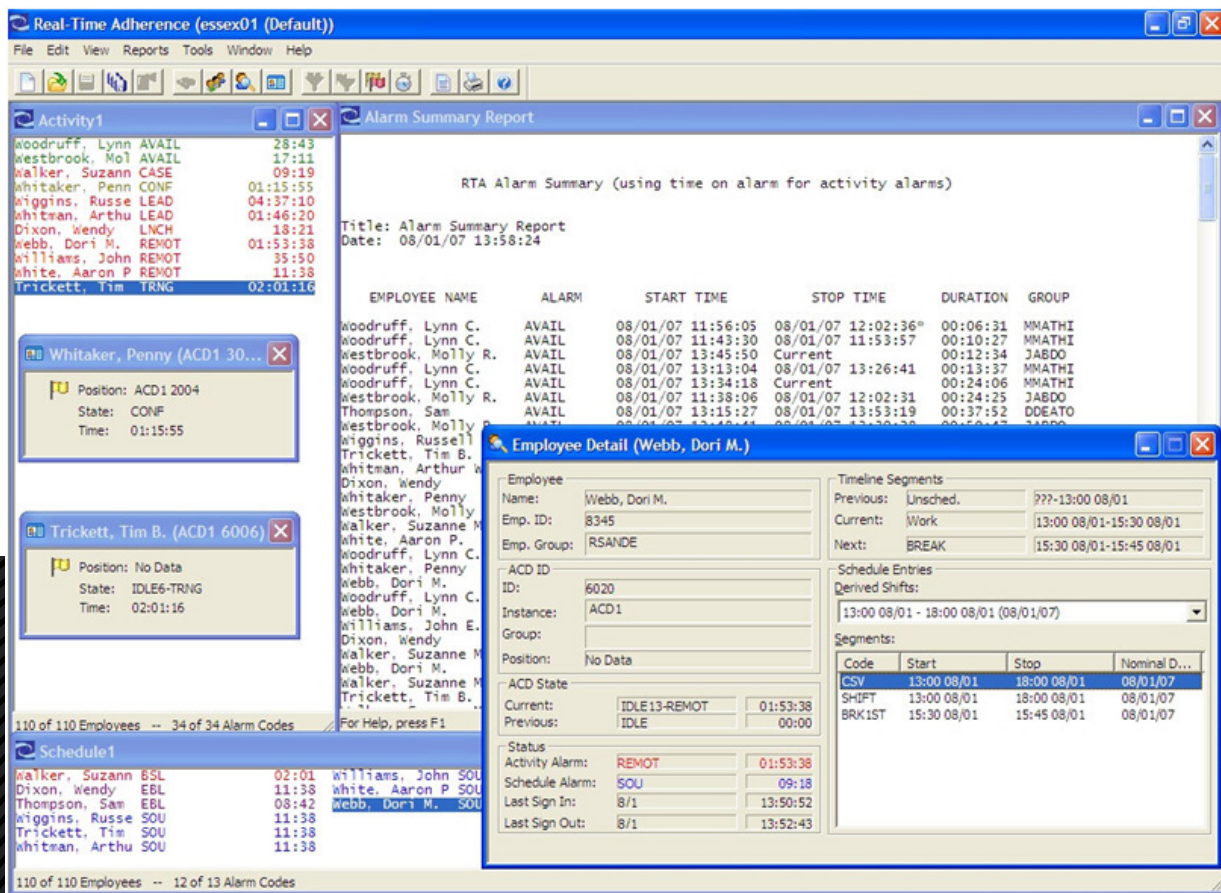 Real-Time Adherence (essex01 (Default))
File Edit View Reports Tools Window Help
Activity1
Woodruff, Lynn AVAIL 28:43
Westbrook, Mol AVAIL 17:11
Walker, Suzann CASE 09:19
Whitaker, Penn CONF 01:15:55
Wiggins, Russe LEAD 04:37:10
Whitman, Arthu LEAD 01:46:20
Dixon, Wendy LNCH 18:21
Webb, Dori M. REMOT 01:53:38
Williams, John REMOT 35:50
White, Aaron P REMOT 11:38
Trickett, Tim TRNG 02:01:16
Whitaker, Penny (ACD1 30...
Position: ACD1 2004
State: CONF
Time: 01:15:55
Trickett, Tim B. (ACD1 6006)
Position: No Data
State: IDLE6-TRNG
Time: 02:01:16
110 of 110 Employees -- 34 of 34 Alarm Codes
Alarm Summary Report
RTA Alarm Summary (using time on alarm for activity alarms)
Title: Alarm Summary Report
Date: 08/01/07 13:58:24
EMPLOYEE NAME ALARM START TIME STOP TIME DURATION GROUP
Woodruff, Lynn C. AVAIL 08/01/07 11:56:05 08/01/07 12:02:36* 00:06:31 MMATHI
Woodruff, Lynn C. AVAIL 08/01/07 11:43:30 08/01/07 11:53:57 00:10:27 MMATHI
Westbrook, Molly R. AVAIL 08/01/07 13:45:50 Current 00:12:34 JABDO
Woodruff, Lynn C. AVAIL 08/01/07 13:13:04 08/01/07 13:26:41 00:13:37 MMATHI
Woodruff, Lynn C. AVAIL 08/01/07 13:34:18 Current 00:24:06 MMATHI
Westbrook, Molly R. AVAIL 08/01/07 11:38:06 08/01/07 12:02:31 00:24:25 JABDO
Thompson, Sam AVAIL 08/01/07 13:15:27 08/01/07 13:53:19 00:37:52 DDEATO
Westbrook, Molly
Wiggins, Russell
Trickett, Tim B.
Whitman, Arthur W
Dixon, Wendy
Whitaker, Penny
Westbrook, Molly
Walker, Suzanne M
White, Aaron P.
Woodruff, Lynn C.
Whitaker, Penny
Webb, Dori M.
Woodruff, Lynn C.
Webb, Dori M.
Williams, John E.
Dixon, Wendy
Walker, Suzanne M
Webb, Dori M.
Walker, Suzanne M
Trickett, Tim B.
For Help, press F1
Employee Detail (Webb, Dori M.)
Employee
Name: Webb, Dori M.
Emp. ID: 8345
Emp. Group: RSANDE
ACD ID
ID: 6020
Instance: ACD1
Group:
Position: No Data
ACD State
Current: IDLE13-REMOT 01:53:38
Previous: IDLE 00:00
Status
Activity Alarm: REMOT 01:53:38
Schedule Alarm: SOU 09:18
Last Sign In: 8/1 13:50:52
Last Sign Out: 8/1 13:52:43
Timeline Segments
Previous: Unsched. ???-13:00 08/01
Current: Work 13:00 08/01-15:30 08/01
Next: BREAK 15:30 08/01-15:45 08/01
Schedule Entries
Derived Shifts:
13:00 08/01 - 18:00 08/01 (08/01/07)
Segments:
Code Start Stop Nominal D...
CSV 13:00 08/01 18:00 08/01 08/01/07
SHIFT 13:00 08/01 18:00 08/01 08/01/07
BRK1ST 15:30 08/01 15:45 08/01 08/01/07
Schedule1
Walker, Suzann BSL 02:01 Williams, John SOU
Dixon, Wendy EBL 11:38 White, Aaron P SOU
Thompson, Sam EBL 08:42 Webb, Dori M. SOU
Wiggins, Russe SOU 11:38
Trickett, Tim SOU 11:38
Whitman, Arthu SOU 11:38
110 of 110 Employees -- 12 of 13 Alarm Codes